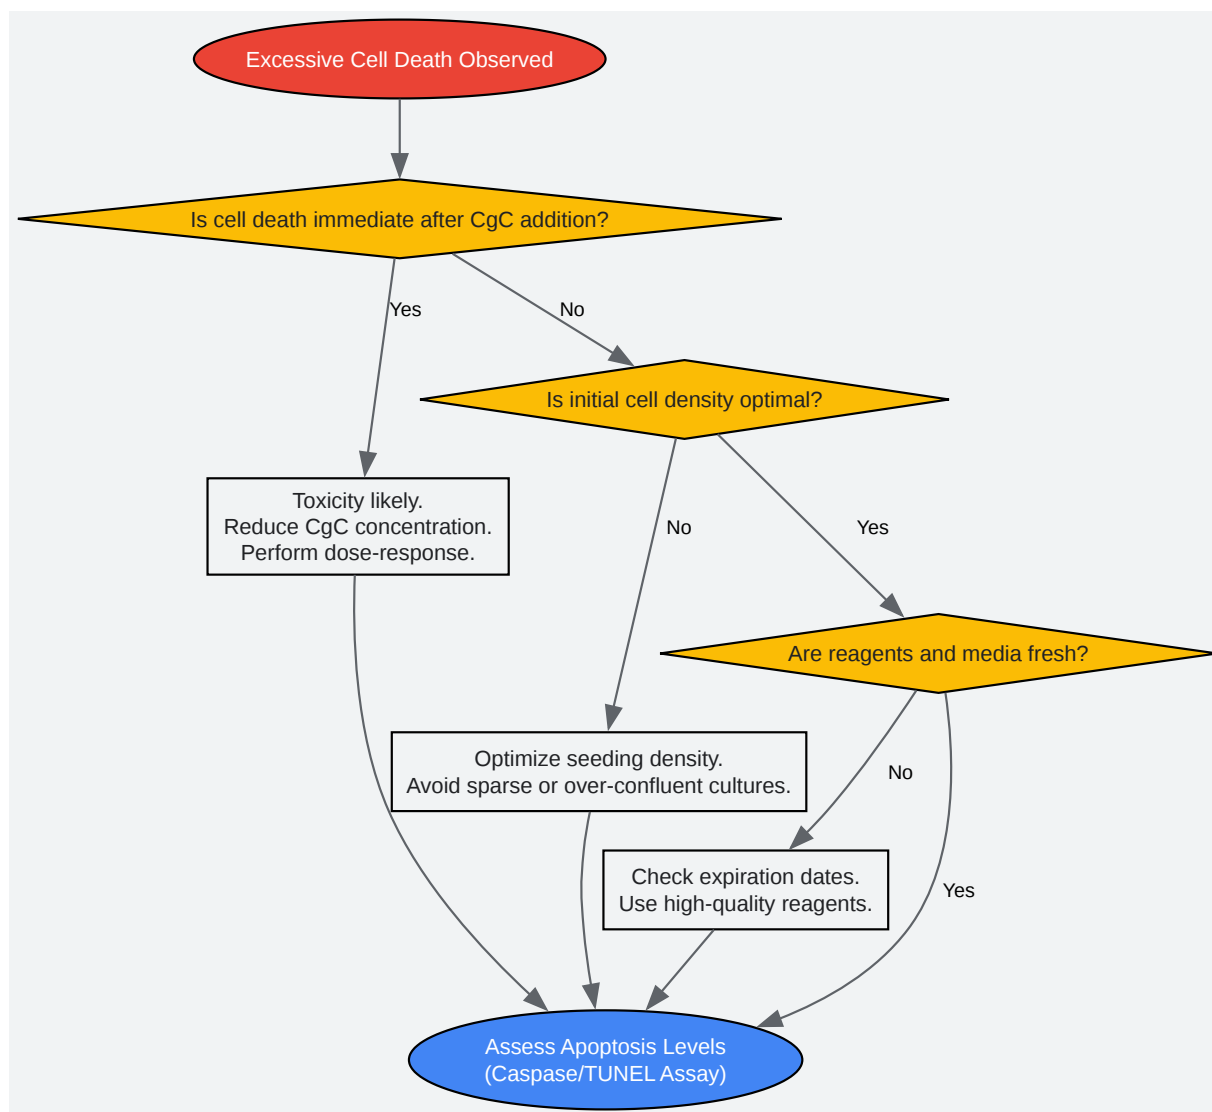 Excessive Cell Death Observed
Is cell death immediate after CgC addition?
Yes
No
Is initial cell density optimal?
Toxicity likely.
Reduce CgC concentration.
Perform dose-response.
No
Yes
Are reagents and media fresh?
Optimize seeding density.
Avoid sparse or over-confluent cultures.
No
Check expiration dates.
Use high-quality reagents.
Yes
Assess Apoptosis Levels
(Caspase/TUNEL Assay)